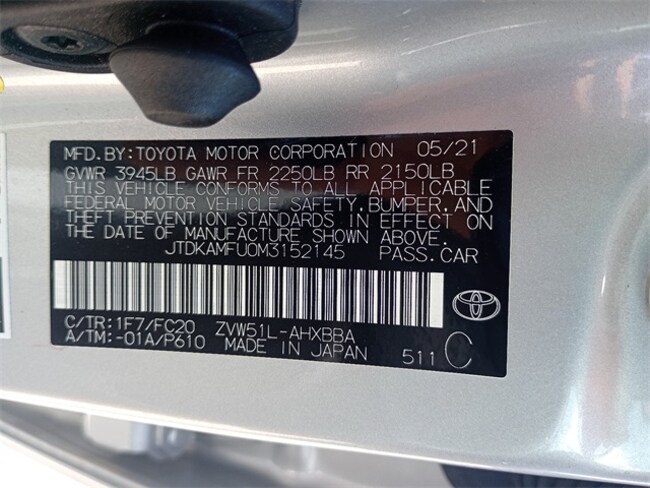 MFD.BY:TOYOTA MOTOR CORPORATION 05/21
GVWR 3945LB GAWR FR 2250LB RR 2150LB
THIS VEHICLE CONFORMS TO ALL APPLICABLE
FEDERAL MOTOR VEHICLE SAFETY,BUMPER,AND
THEFT PREVENTION STANDARDS IN EFFECT ON
THE DATE OF MANUFACTURE SHOWN ABOVE.
JTDKAMFU0M3152145 PASS.CAR
C/TR:1F7/FC20 ZVW51L-AHXBBA
A/TM:-01A/P610 MADE IN JAPAN 511 C